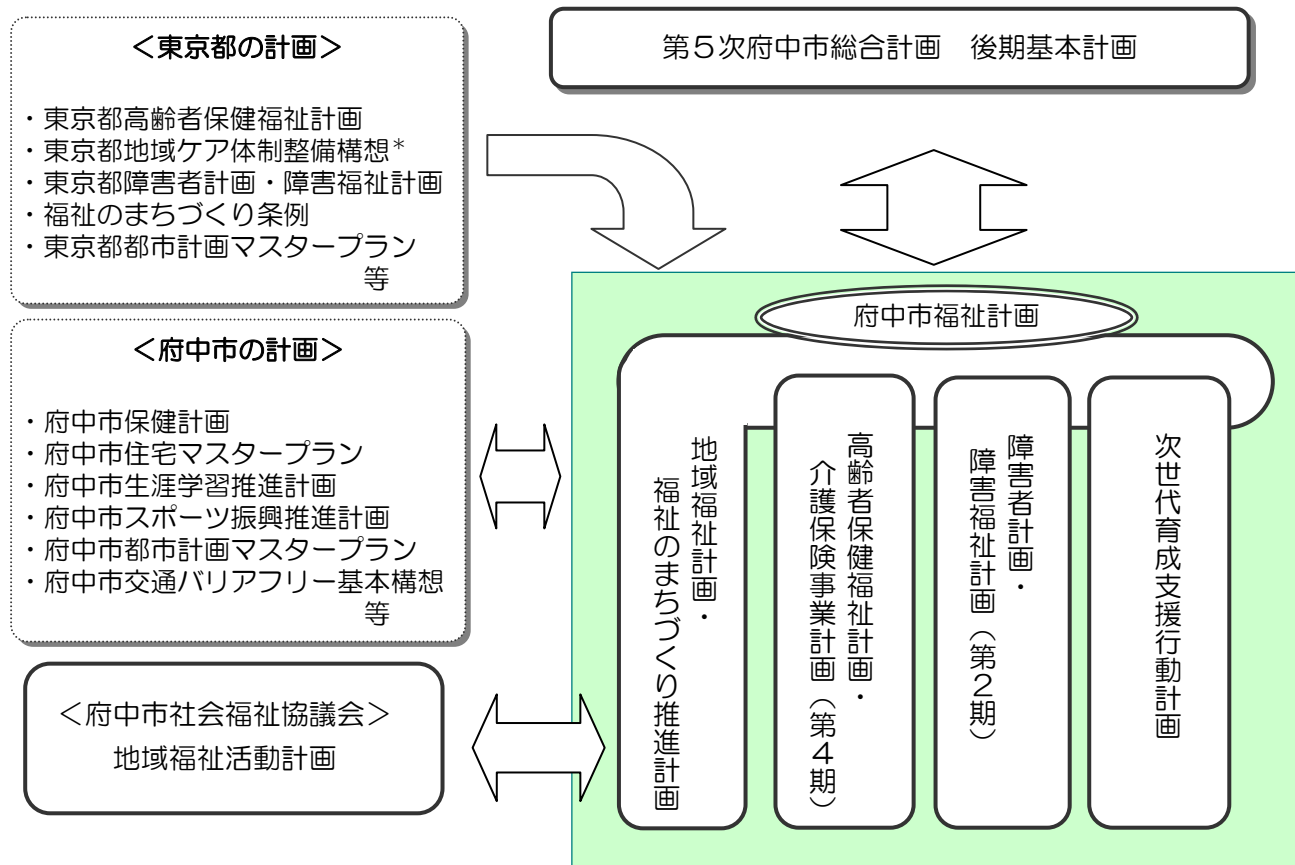 ＜東京都の計画＞
・東京都高齢者保健福祉計画
・東京都地域ケア体制整備構想*
・東京都障害者計画・障害福祉計画
・福祉のまちづくり条例
・東京都都市計画マスタープラン
等
第５次府中市総合計画　後期基本計画
＜府中市の計画＞
・府中市保健計画
・府中市住宅マスタープラン
・府中市生涯学習推進計画
・府中市スポーツ振興推進計画
・府中市都市計画マスタープラン
・府中市交通バリアフリー基本構想
等
＜府中市社会福祉協議会＞
地域福祉活動計画
府中市福祉計画
地域福祉計画・
福祉のまちづくり推進計画
高齢者保健福祉計画・
介護保険事業計画（第４期）
障害者計画・
障害福祉計画（第２期）
次世代育成支援行動計画